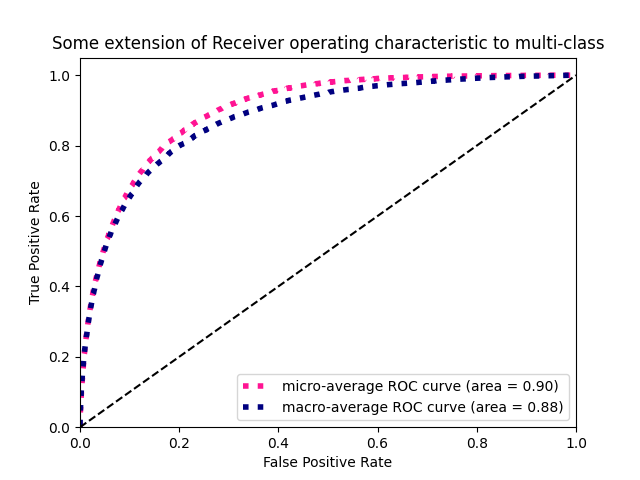 Some extension of Receiver operating characteristic to multi-class
True Positive Rate
1.0
0.8
0.6
0.4
0.2
0.0
0.0 0.2 0.4 0.6 0.8 1.0
False Positive Rate
micro-average ROC curve (area = 0.90)
macro-average ROC curve (area = 0.88)